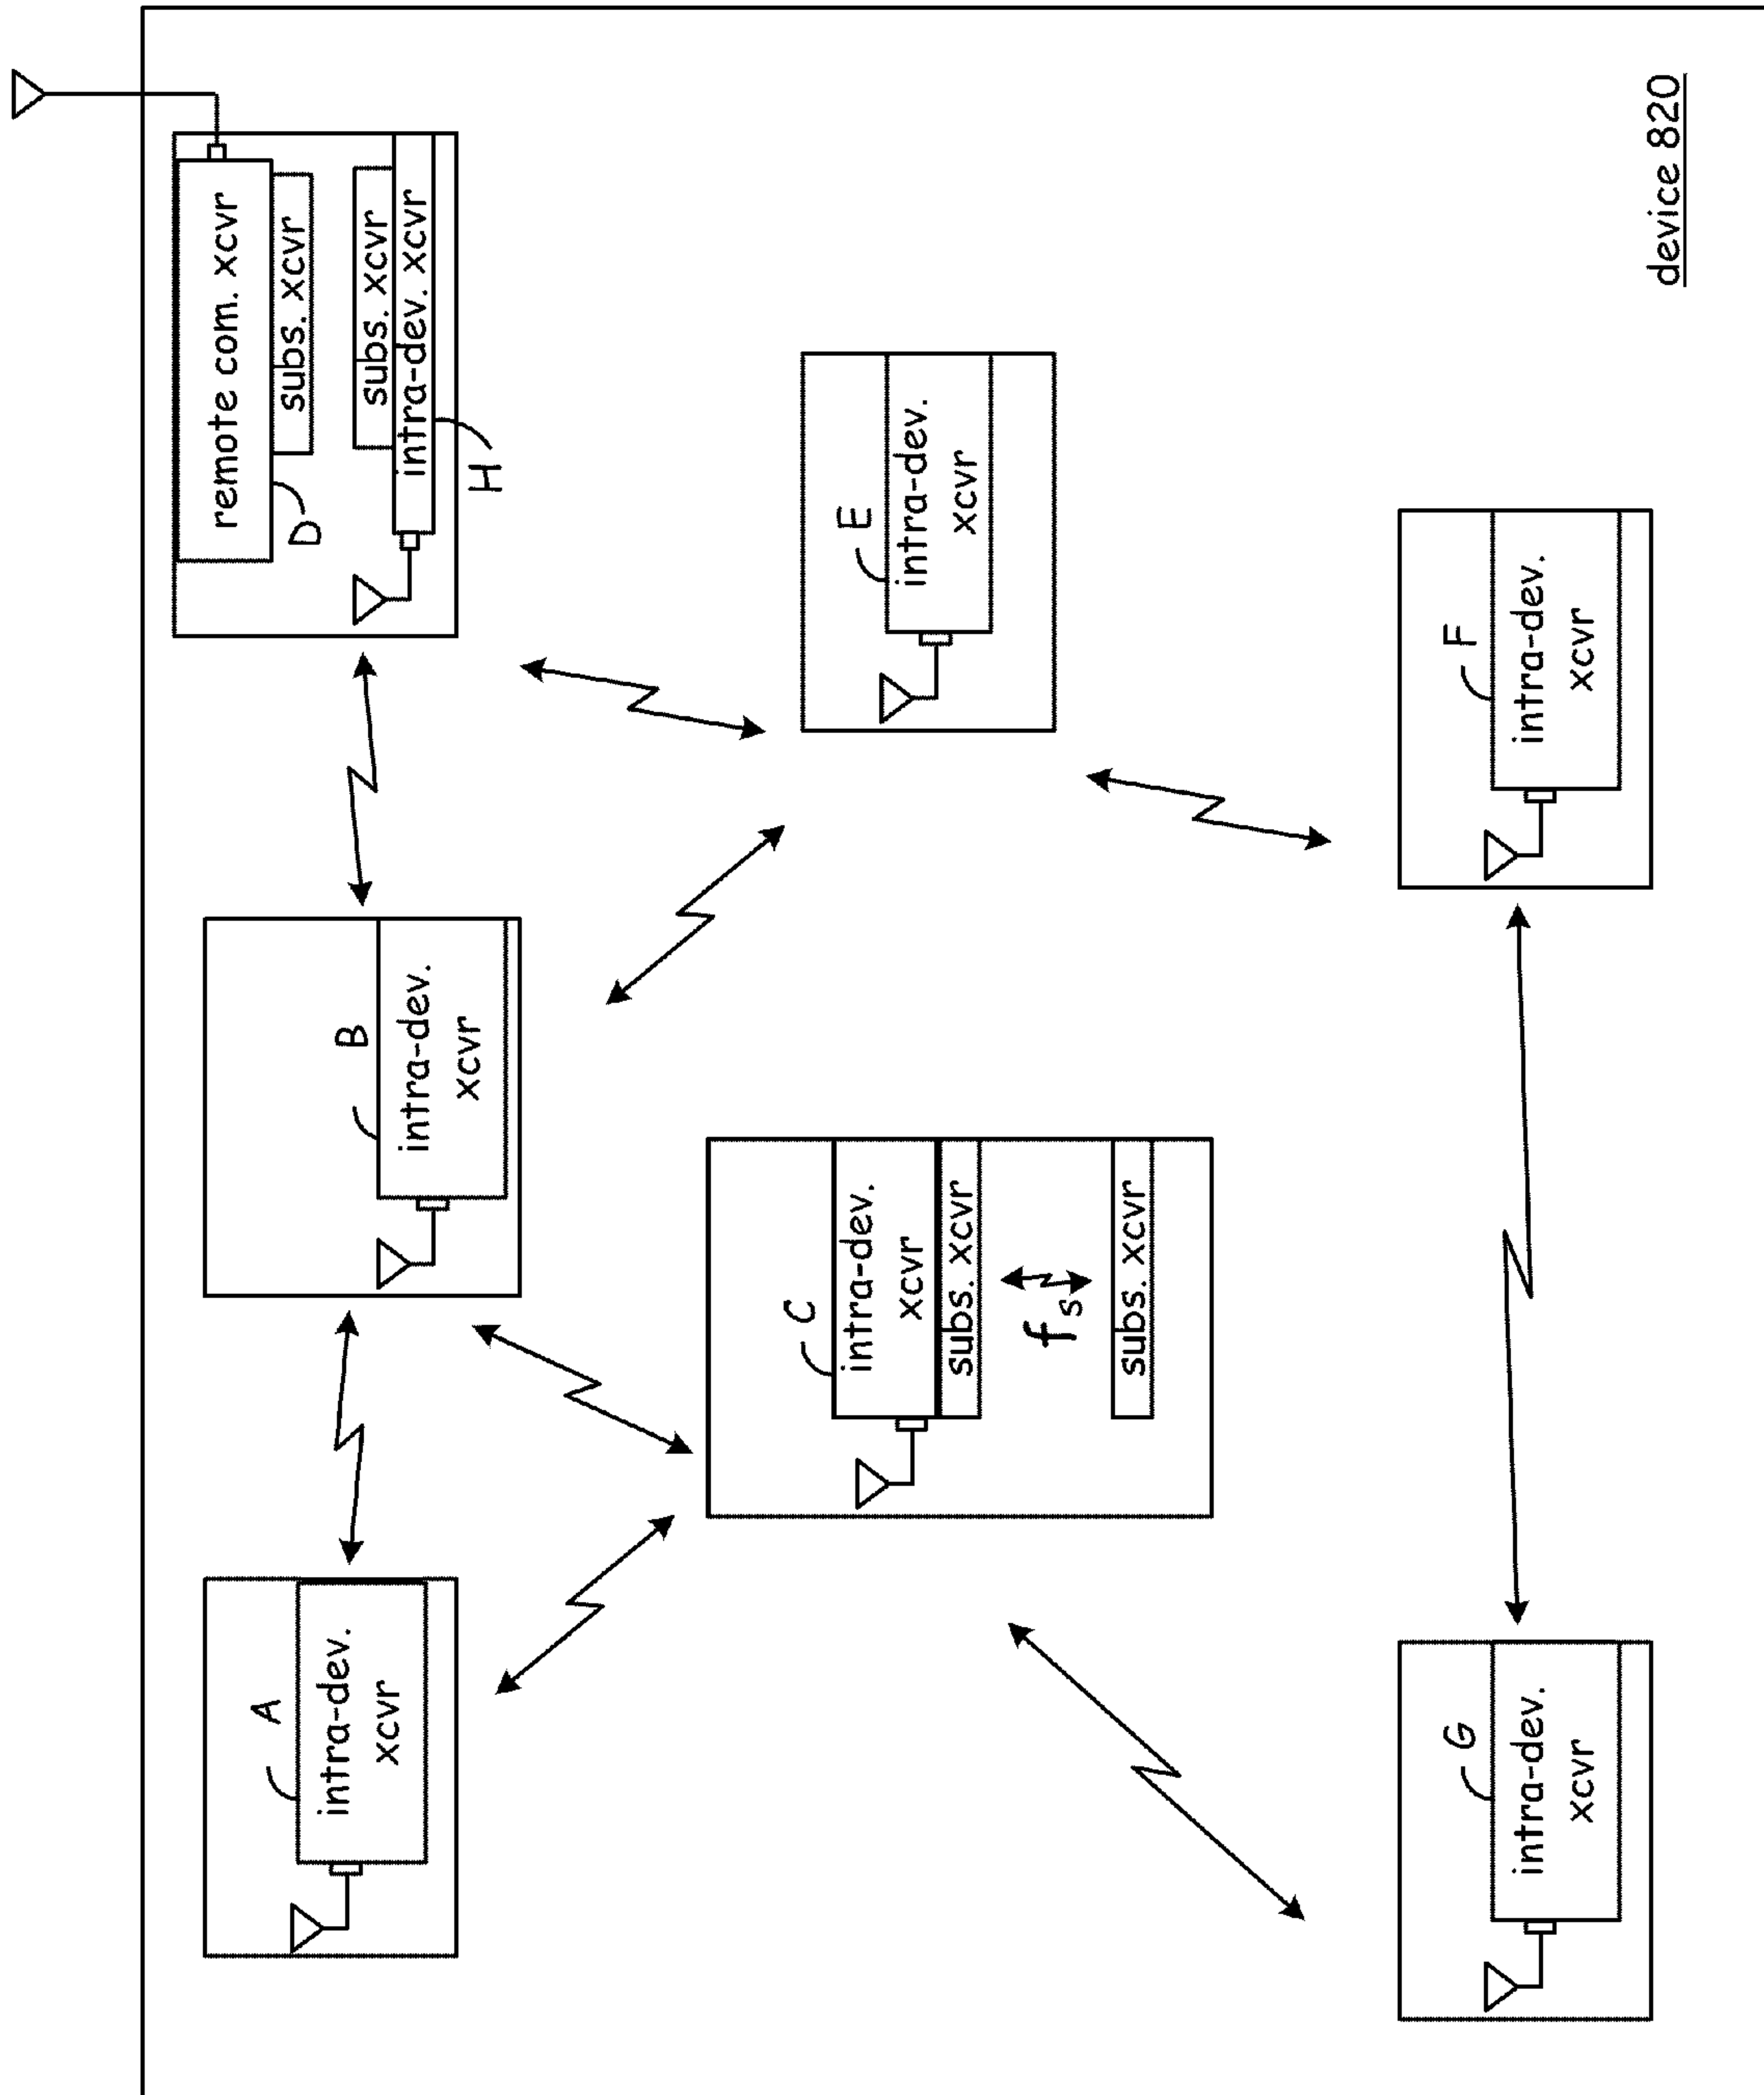 A
intra-dev.
xcvr
B
intra-dev.
xcvr
remote com. xcvr
D
subs. xcvr
subs. xcvr
intra-dev. xcvr
H
C
intra-dev.
xcvr
subs. xcvr
fs
subs. xcvr
E
intra-dev.
xcvr
G
intra-dev.
xcvr
F
intra-dev.
xcvr
device 820